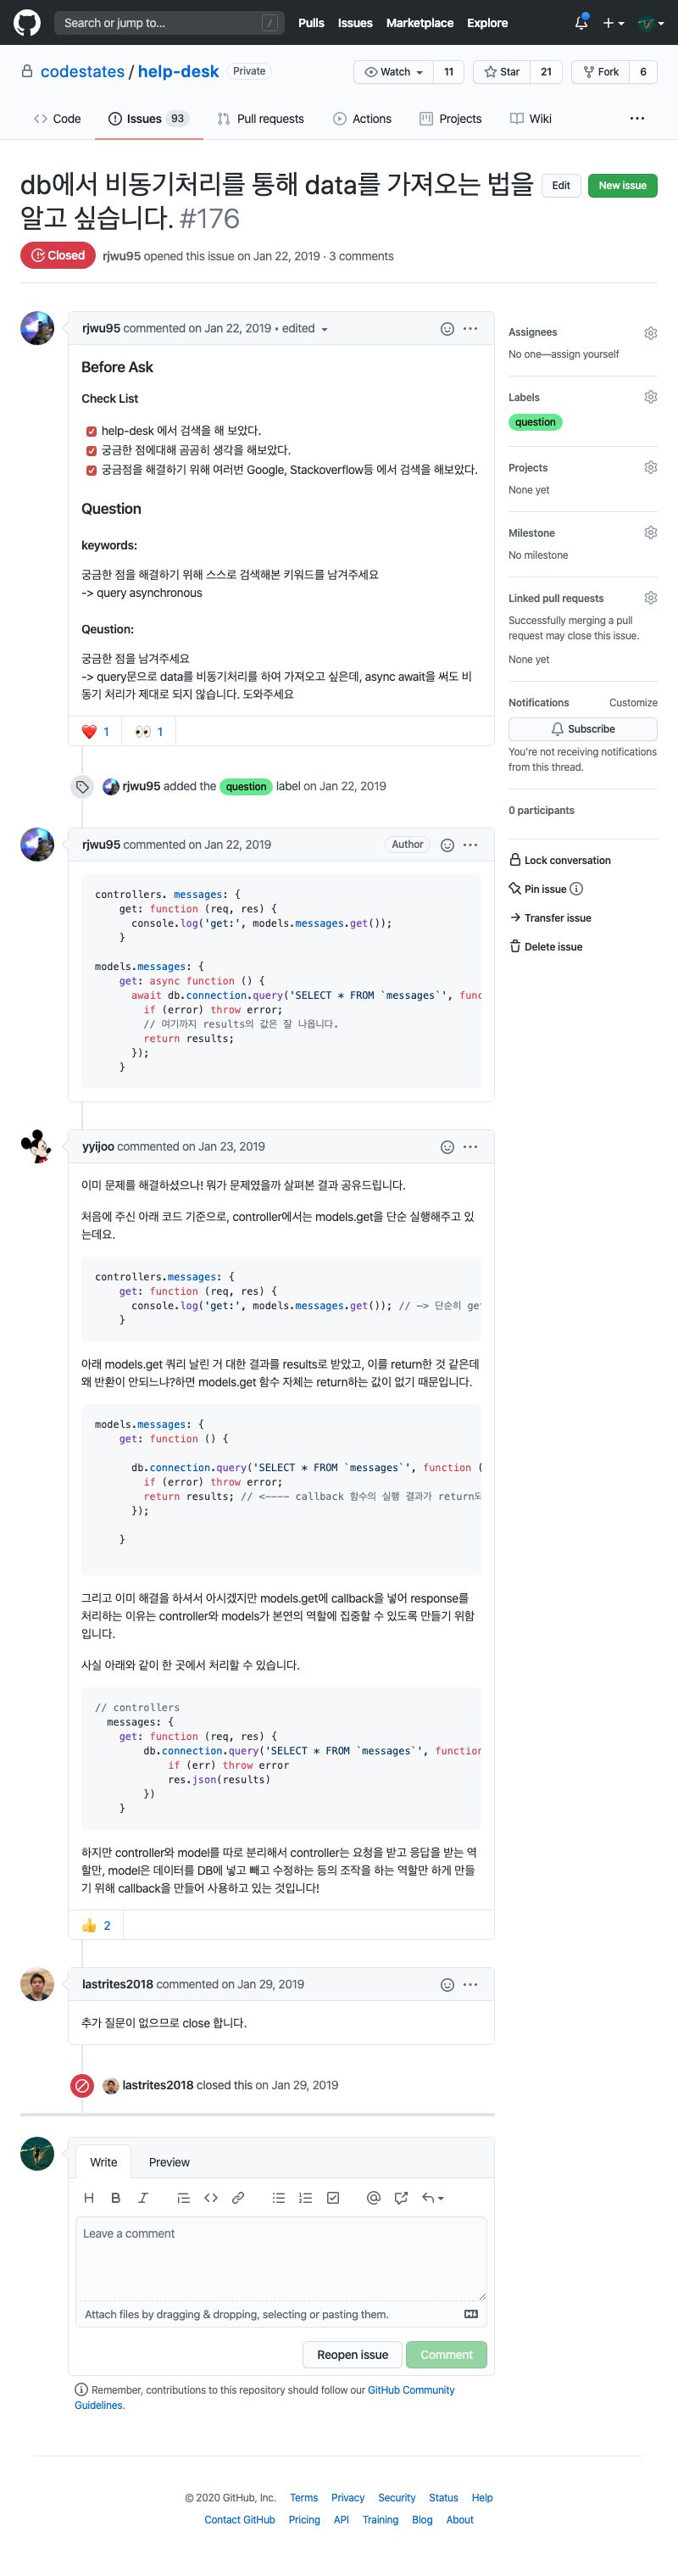 Search or jump to... /
Pulls Issues Marketplace Explore
codestates / help-desk Private
Watch 11 Star 21 Fork 6
Code Issues 93 Pull requests Actions Projects Wiki
db에서 비동기처리를 통해 data를 가져오는 법을
알고 싶습니다. #176
Edit New issue
Closed rjwu95 opened this issue on Jan 22, 2019 · 3 comments
rjwu95 commented on Jan 22, 2019 • edited
Before Ask
Check List
help-desk 에서 검색을 해 보았다.
궁금한 점에대해 곰곰히 생각을 해보았다.
궁금점을 해결하기 위해 여러번 Google, Stackoverflow등 에서 검색을 해보았다.
Question
keywords:
궁금한 점을 해결하기 위해 스스로 검색해본 키워드를 남겨주세요
-> query asynchronous
Qeustion:
궁금한 점을 남겨주세요
-> query문으로 data를 비동기처리를 하여 가져오고 싶은데, async await을 써도 비
동기 처리가 제대로 되지 않습니다. 도와주세요
❤️ 1 👀 1
rjwu95 added the question label on Jan 22, 2019
rjwu95 commented on Jan 22, 2019 Author
controllers. messages: {
get: function (req, res) {
console.log('get:', models.messages.get());
}
models.messages: {
get: async function () {
await db.connection.query('SELECT * FROM `messages`', func
if (error) throw error;
// 여기까지 results의 값은 잘 나옵니다.
return results;
});
}
yyijoo commented on Jan 23, 2019
이미 문제를 해결하셨으나! 뭐가 문제였을까 살펴본 결과 공유드립니다.
처음에 주신 아래 코드 기준으로, controller에서는 models.get을 단순 실행해주고 있
는데요.
controllers.messages: {
get: function (req, res) {
console.log('get:', models.messages.get()); // —> 단순히 get
}
아래 models.get 쿼리 날린 거 대한 결과를 results로 받았고, 이를 return한 것 같은데
왜 반환이 안되느냐?하면 models.get 함수 자체는 return하는 값이 없기 때문입니다.
models.messages: {
get: function () {
db.connection.query('SELECT * FROM `messages`', function (
if (error) throw error;
return results; // <---- callback 함수의 실행 결과가 return되
});
}
그리고 이미 해결을 하셔서 아시겠지만 models.get에 callback을 넣어 response를
처리하는 이유는 controller와 models가 본연의 역할에 집중할 수 있도록 만들기 위함
입니다.
사실 아래와 같이 한 곳에서 처리할 수 있습니다.
// controllers
messages: {
get: function (req, res) {
db.connection.query('SELECT * FROM `messages`', function
if (err) throw error
res.json(results)
})
}
하지만 controller와 model를 따로 분리해서 controller는 요청을 받고 응답을 받는 역
할만, model은 데이터를 DB에 넣고 빼고 수정하는 등의 조작을 하는 역할만 하게 만들
기 위해 callback을 만들어 사용하고 있는 것입니다!
👍 2
lastrites2018 commented on Jan 29, 2019
추가 질문이 없으므로 close 합니다.
lastrites2018 closed this on Jan 29, 2019
Write Preview
Leave a comment
Attach files by dragging & dropping, selecting or pasting them.
Reopen issue Comment
Remember, contributions to this repository should follow our GitHub Community
Guidelines.
Assignees
No one—assign yourself
Labels
question
Projects
None yet
Milestone
No milestone
Linked pull requests
Successfully merging a pull
request may close this issue.
None yet
Notifications Customize
Subscribe
You're not receiving notifications
from this thread.
0 participants
Lock conversation
Pin issue
Transfer issue
Delete issue
© 2020 GitHub, Inc. Terms Privacy Security Status Help
Contact GitHub Pricing API Training Blog About